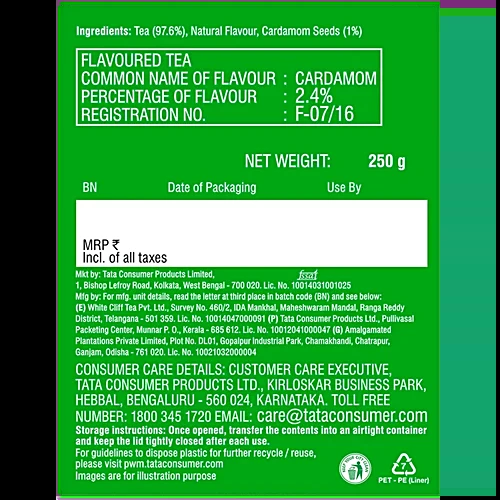 Ingredients: Tea (97.6%), Natural Flavour, Cardamom Seeds (1%)
FLAVOURED TEA
COMMON NAME OF FLAVOUR : CARDAMOM
PERCENTAGE OF FLAVOUR : 2.4%
REGISTRATION NO. : F-07/16
NET WEIGHT: 250 g
BN Date of Packaging Use By
MRP ₹
Incl. of all taxes
Mkt by: Tata Consumer Products Limited, fssai
1, Bishop Lefroy Road, Kolkata, West Bengal - 700 020. Lic. No. 10014031001025
Mfg by: For mfg. unit details, read the letter at third place in batch code (BN) and see below:
(E) White Cliff Tea Pvt. Ltd., Survey No. 460/2, IDA Mankhal, Maheshwaram Mandal, Ranga Reddy
District, Telangana - 501 359. Lic. No. 10014047000091 (P) Tata Consumer Products Ltd., Pullivasal
Packeting Center, Munnar P. O., Kerala - 685 612. Lic. No. 10012041000047 (G) Amalgamated
Plantations Private Limited, Plot No. DL01, Gopalpur Industrial Park, Chamakhandi, Chatrapur,
Ganjam, Odisha - 761 020. Lic. No. 10021032000004
CONSUMER CARE DETAILS: CUSTOMER CARE EXECUTIVE,
TATA CONSUMER PRODUCTS LTD., KIRLOSKAR BUSINESS PARK,
HEBBAL, BENGALURU - 560 024, KARNATAKA. TOLL FREE
NUMBER: 1800 345 1720 EMAIL: care@tataconsumer.com
Storage instructions: Once opened, transfer the contents into an airtight container
and keep the lid tightly closed after each use.
For guidelines to dispose plastic for further recycle / reuse,
please visit pwm.tataconsumer.com
Images are for illustration purpose
KEEP YOUR CITY CLEAN
7
PET - PE (Liner)